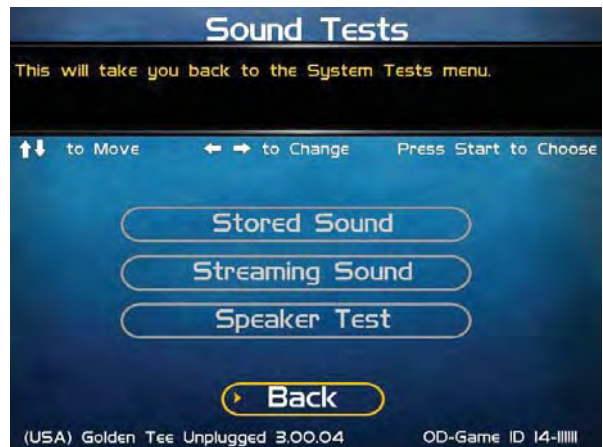 Sound Tests
This will take you back to the System Tests menu.
to Move to Change Press Start to Choose
Stored Sound
Streaming Sound
Speaker Test
Back
(USA) Golden Tee Unplugged 3.00.04 OD-Game ID 14-111111